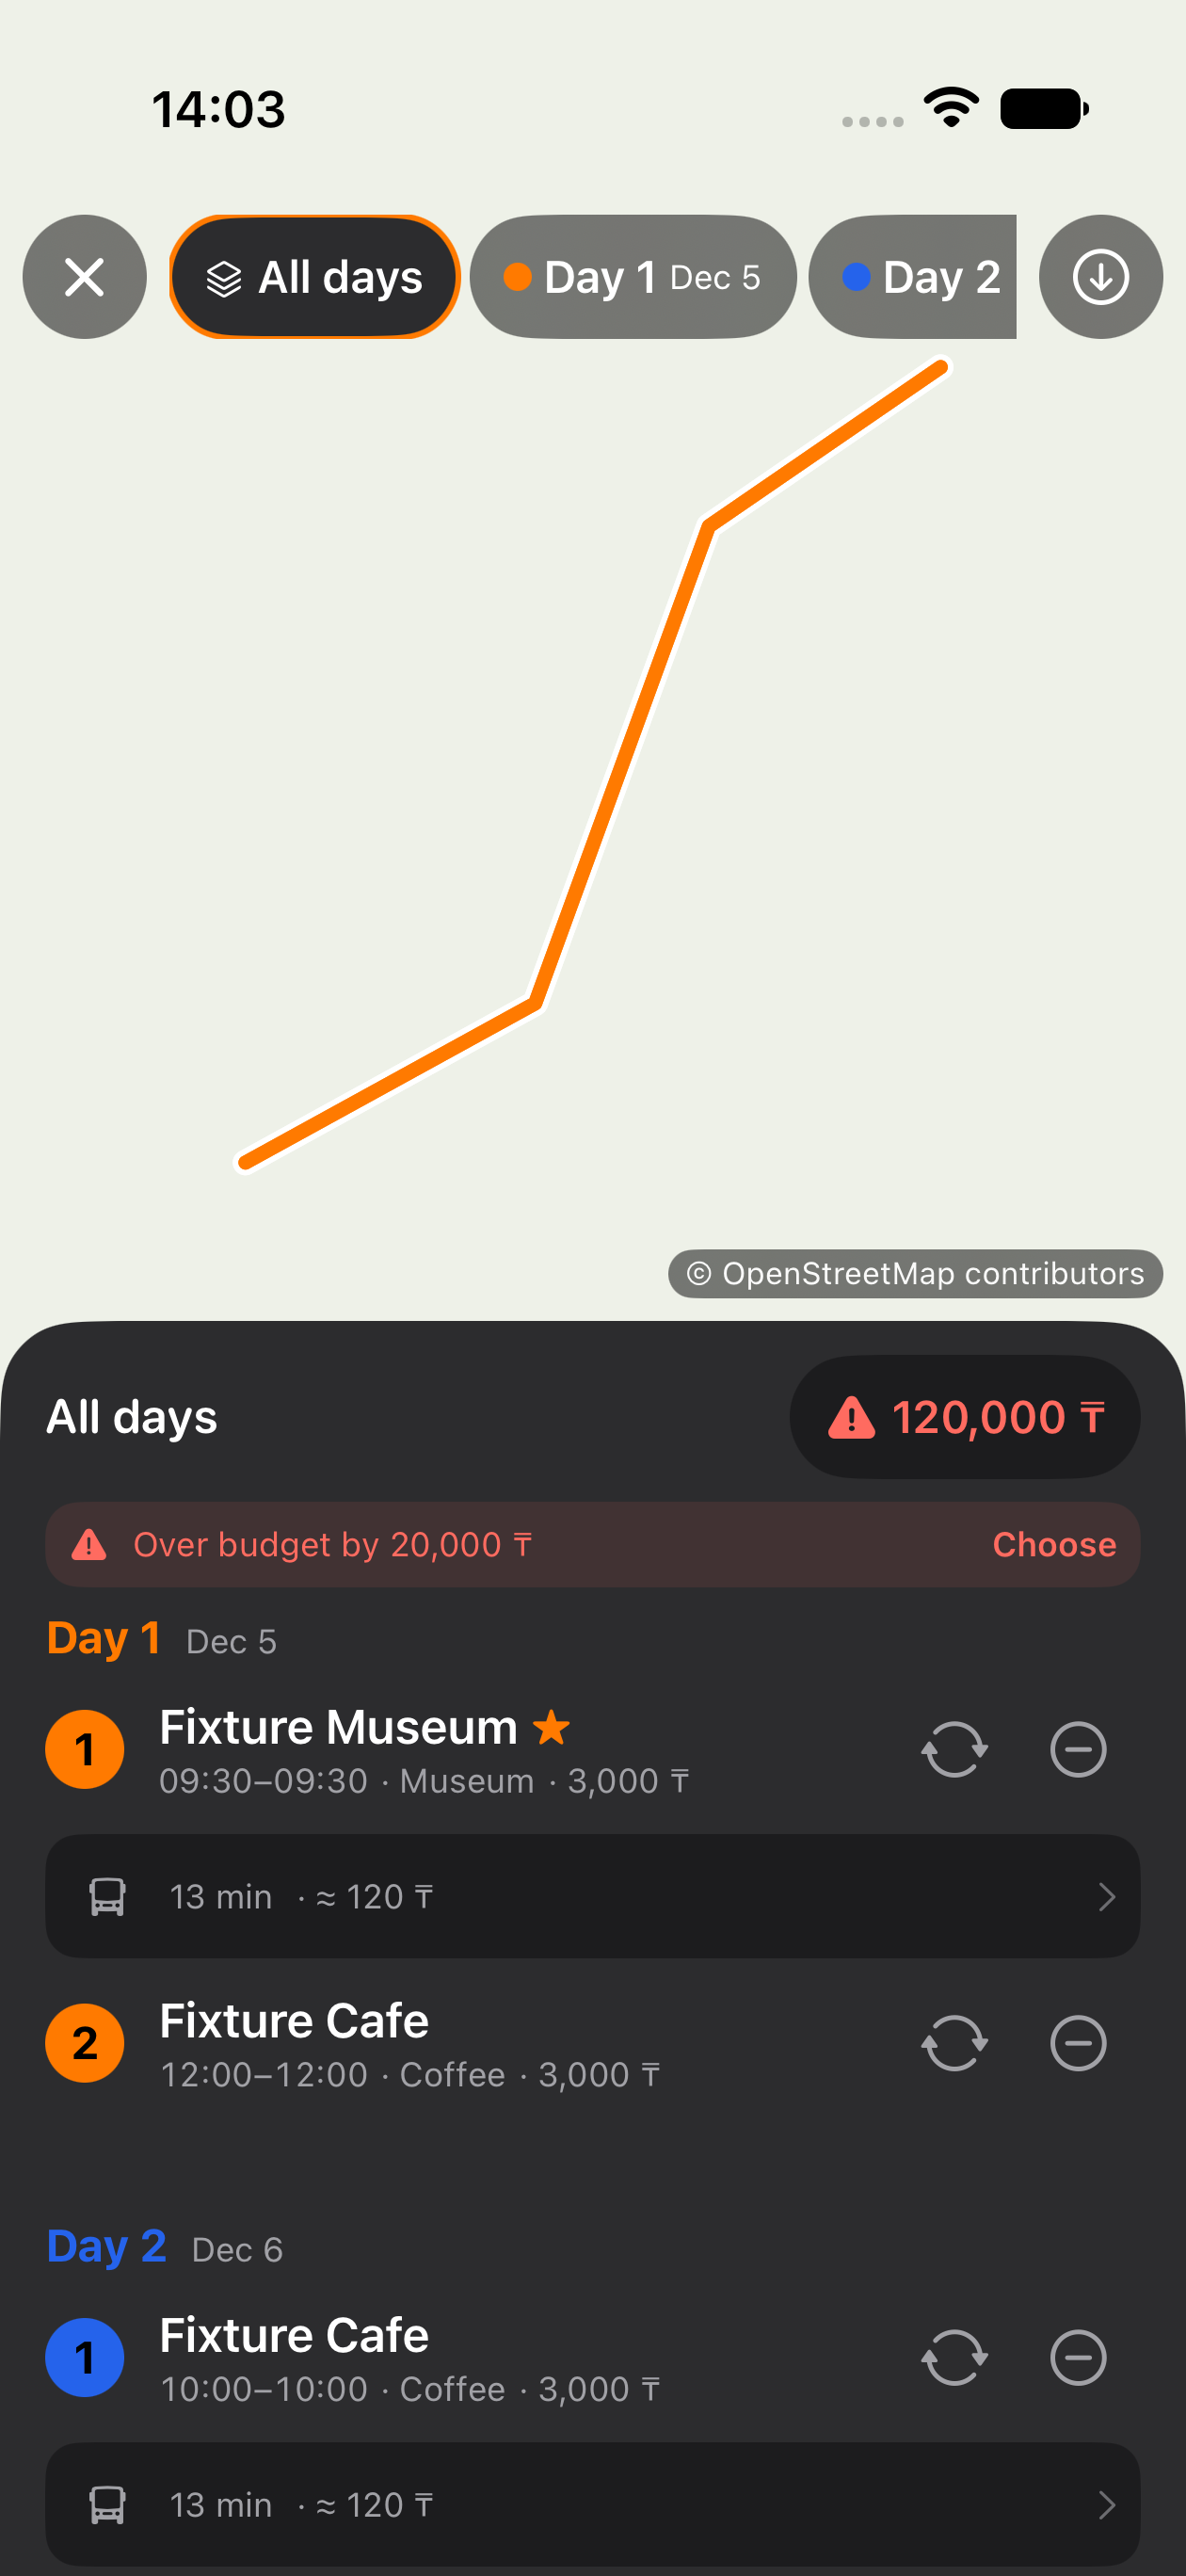 14:03
All days
Day 1 Dec 5
Day 2
© OpenStreetMap contributors
All days
120,000 ₸
Over budget by 20,000 ₸
Choose
Day 1 Dec 5
1
Fixture Museum
09:30–09:30 · Museum · 3,000 ₸
13 min · ≈ 120 ₸
2
Fixture Cafe
12:00–12:00 · Coffee · 3,000 ₸
Day 2 Dec 6
1
Fixture Cafe
10:00–10:00 · Coffee · 3,000 ₸
13 min · ≈ 120 ₸